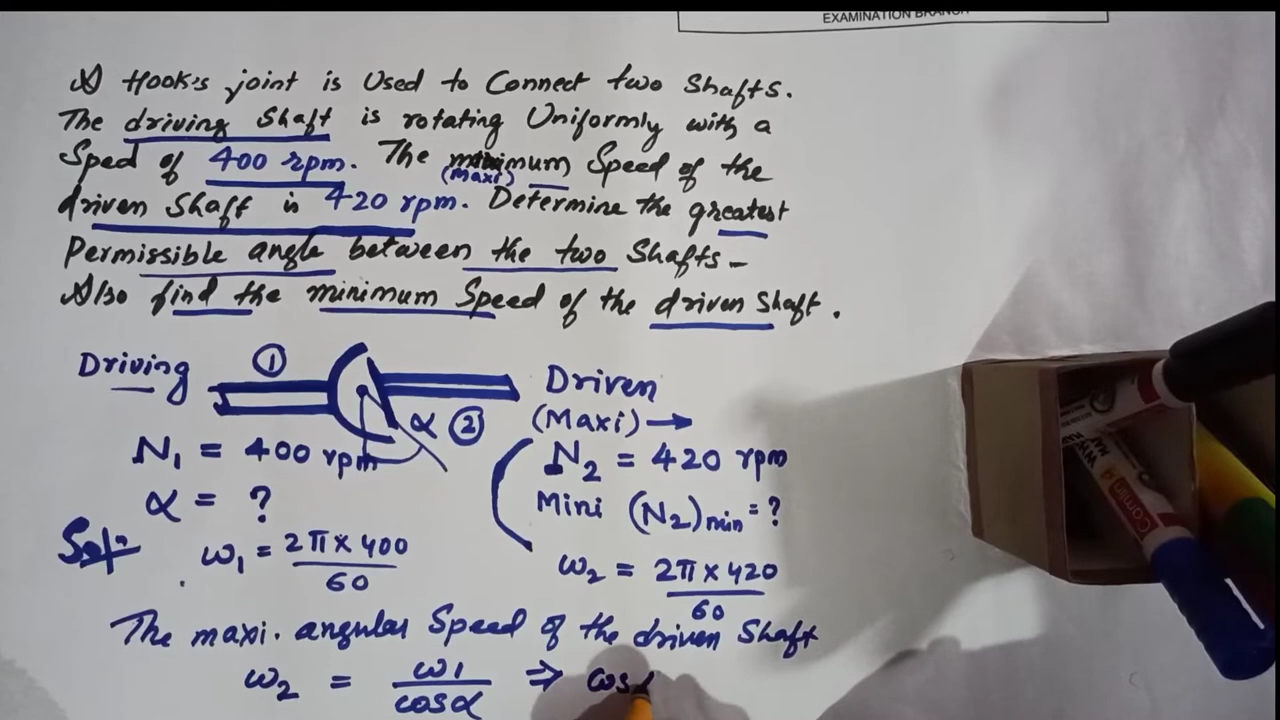 EXAMINATION BRANCH
A Hook's joint is Used to Connect two Shafts.
The driving Shaft is rotating Uniformly with a
Sped of 400 rpm. The minimum Speed of the
(Maxi)
driven Shaft is 420 rpm. Determine the greatest
Permissible angle between the two Shafts -
Also find the minimum Speed of the driven Shaft.
Driving ① Driven
α ② (Maxi) →
N₁ = 400 rpm N₂ = 420 rpm
α = ? Mini (N₂)min = ?
Solⁿ. ω₁ = 2π × 400 / 60 ω₂ = 2π × 420 / 60
The maxi. angular Speed of the driven Shaft
ω₂ = ω1 / cosα ⇒ cosα
Camlin